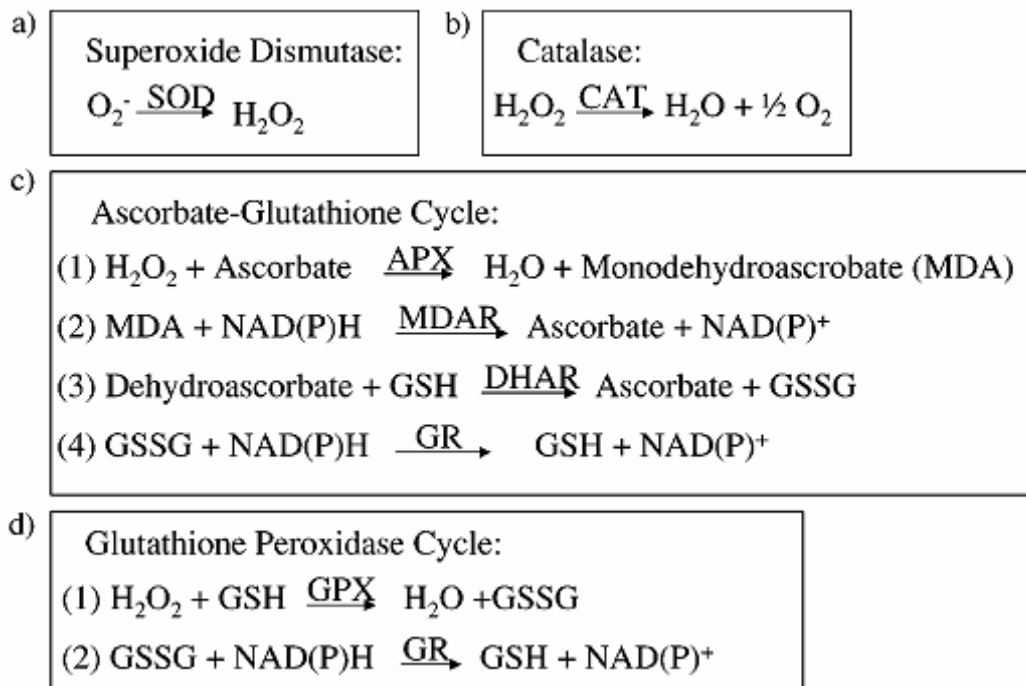 a)
Superoxide Dismutase:
O₂⁻ SOD→ H₂O₂
b)
Catalase:
H₂O₂ CAT→ H₂O + ½ O₂
c)
Ascorbate-Glutathione Cycle:
(1) H₂O₂ + Ascorbate APX→ H₂O + Monodehydroascrobate (MDA)
(2) MDA + NAD(P)H MDAR→ Ascorbate + NAD(P)⁺
(3) Dehydroascorbate + GSH DHAR→ Ascorbate + GSSG
(4) GSSG + NAD(P)H GR→ GSH + NAD(P)⁺
d)
Glutathione Peroxidase Cycle:
(1) H₂O₂ + GSH GPX→ H₂O +GSSG
(2) GSSG + NAD(P)H GR→ GSH + NAD(P)⁺